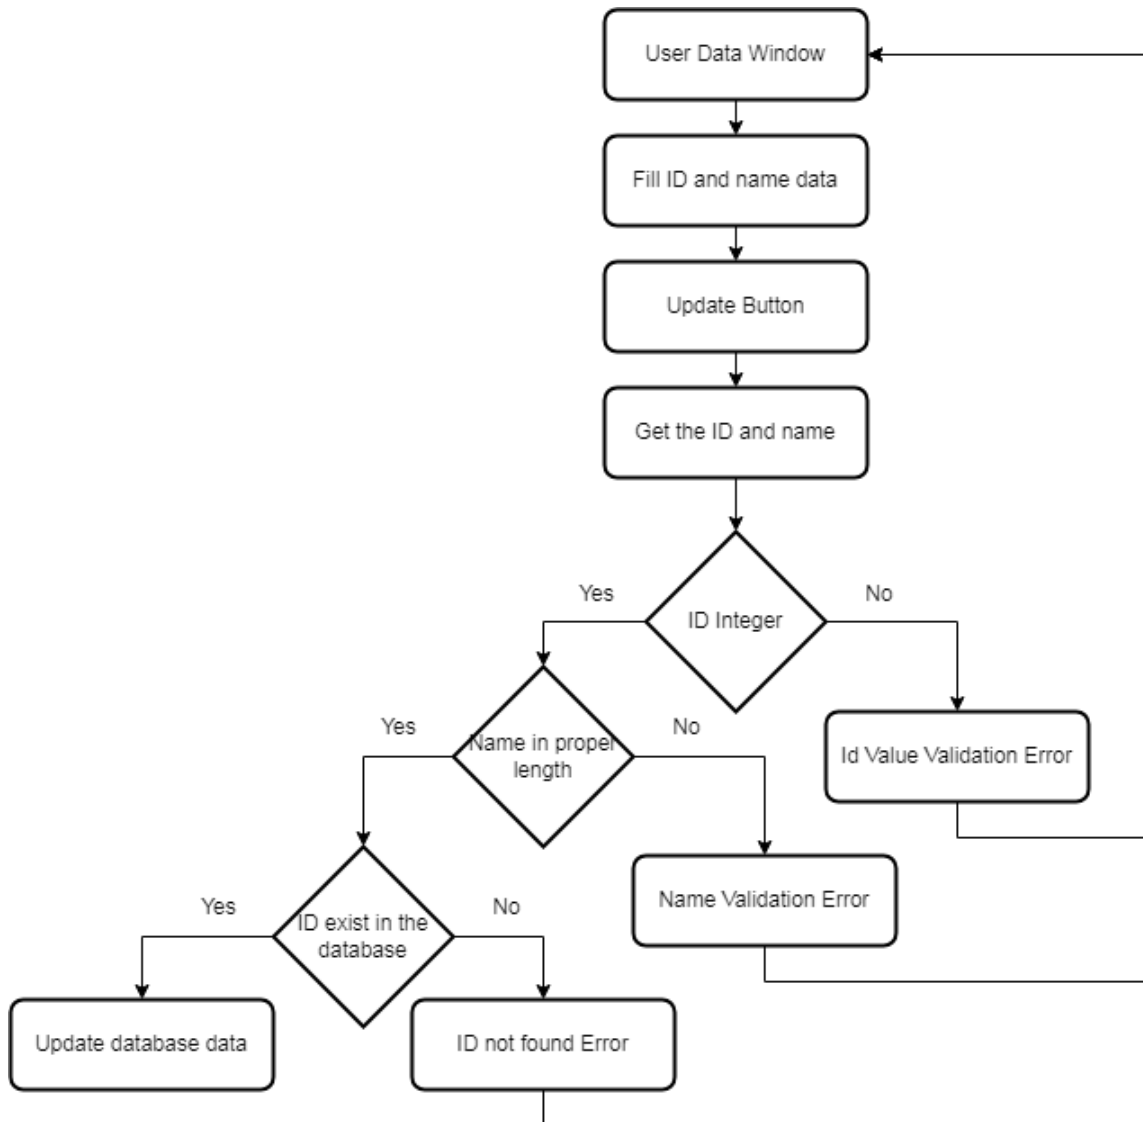 User Data Window
Fill ID and name data
Update Button
Get the ID and name
Yes
No
ID Integer
Yes
No
Name in proper
length
Id Value Validation Error
Yes
No
ID exist in the
database
Name Validation Error
Update database data
ID not found Error